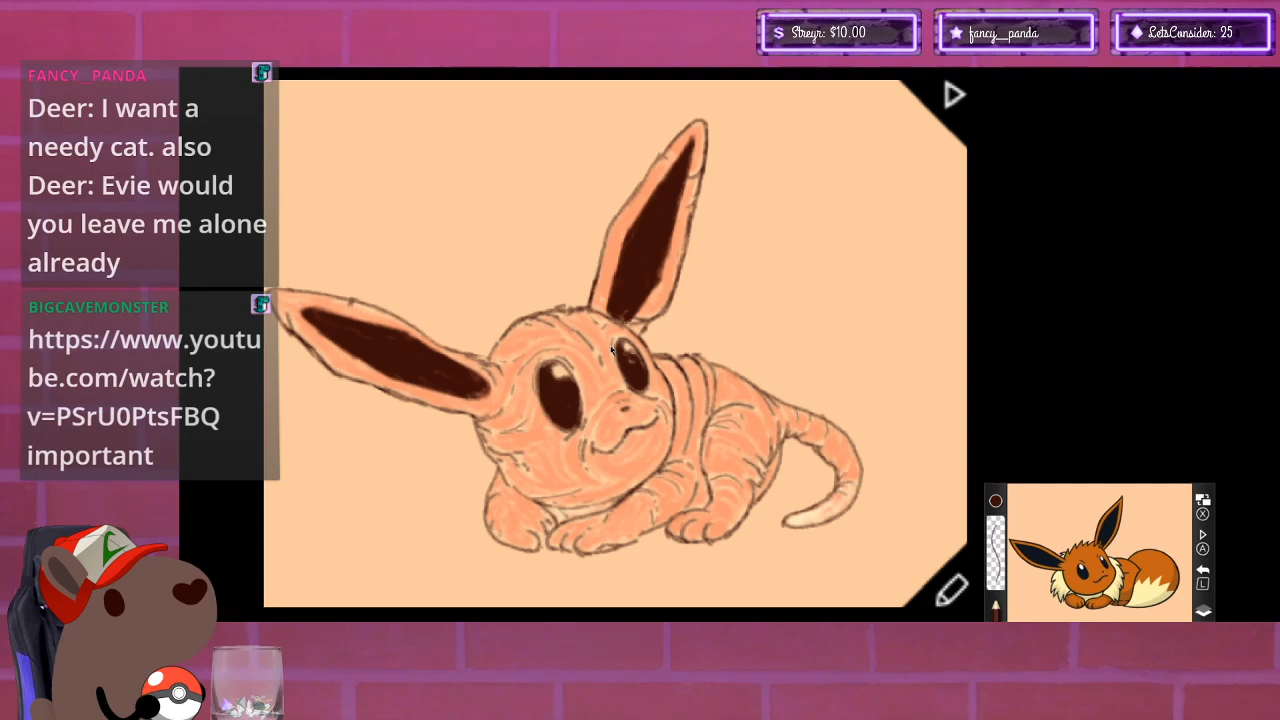 $ Streyr: $10.00
fancy__panda
LetsConsider: 25
FANCY__PANDA
Deer: I want a
needy cat. also
Deer: Evie would
you leave me alone
already
BIGCAVEMONSTER
https://www.youtu
be.com/watch?
v=PSrU0PtsFBQ
important
X
A
L